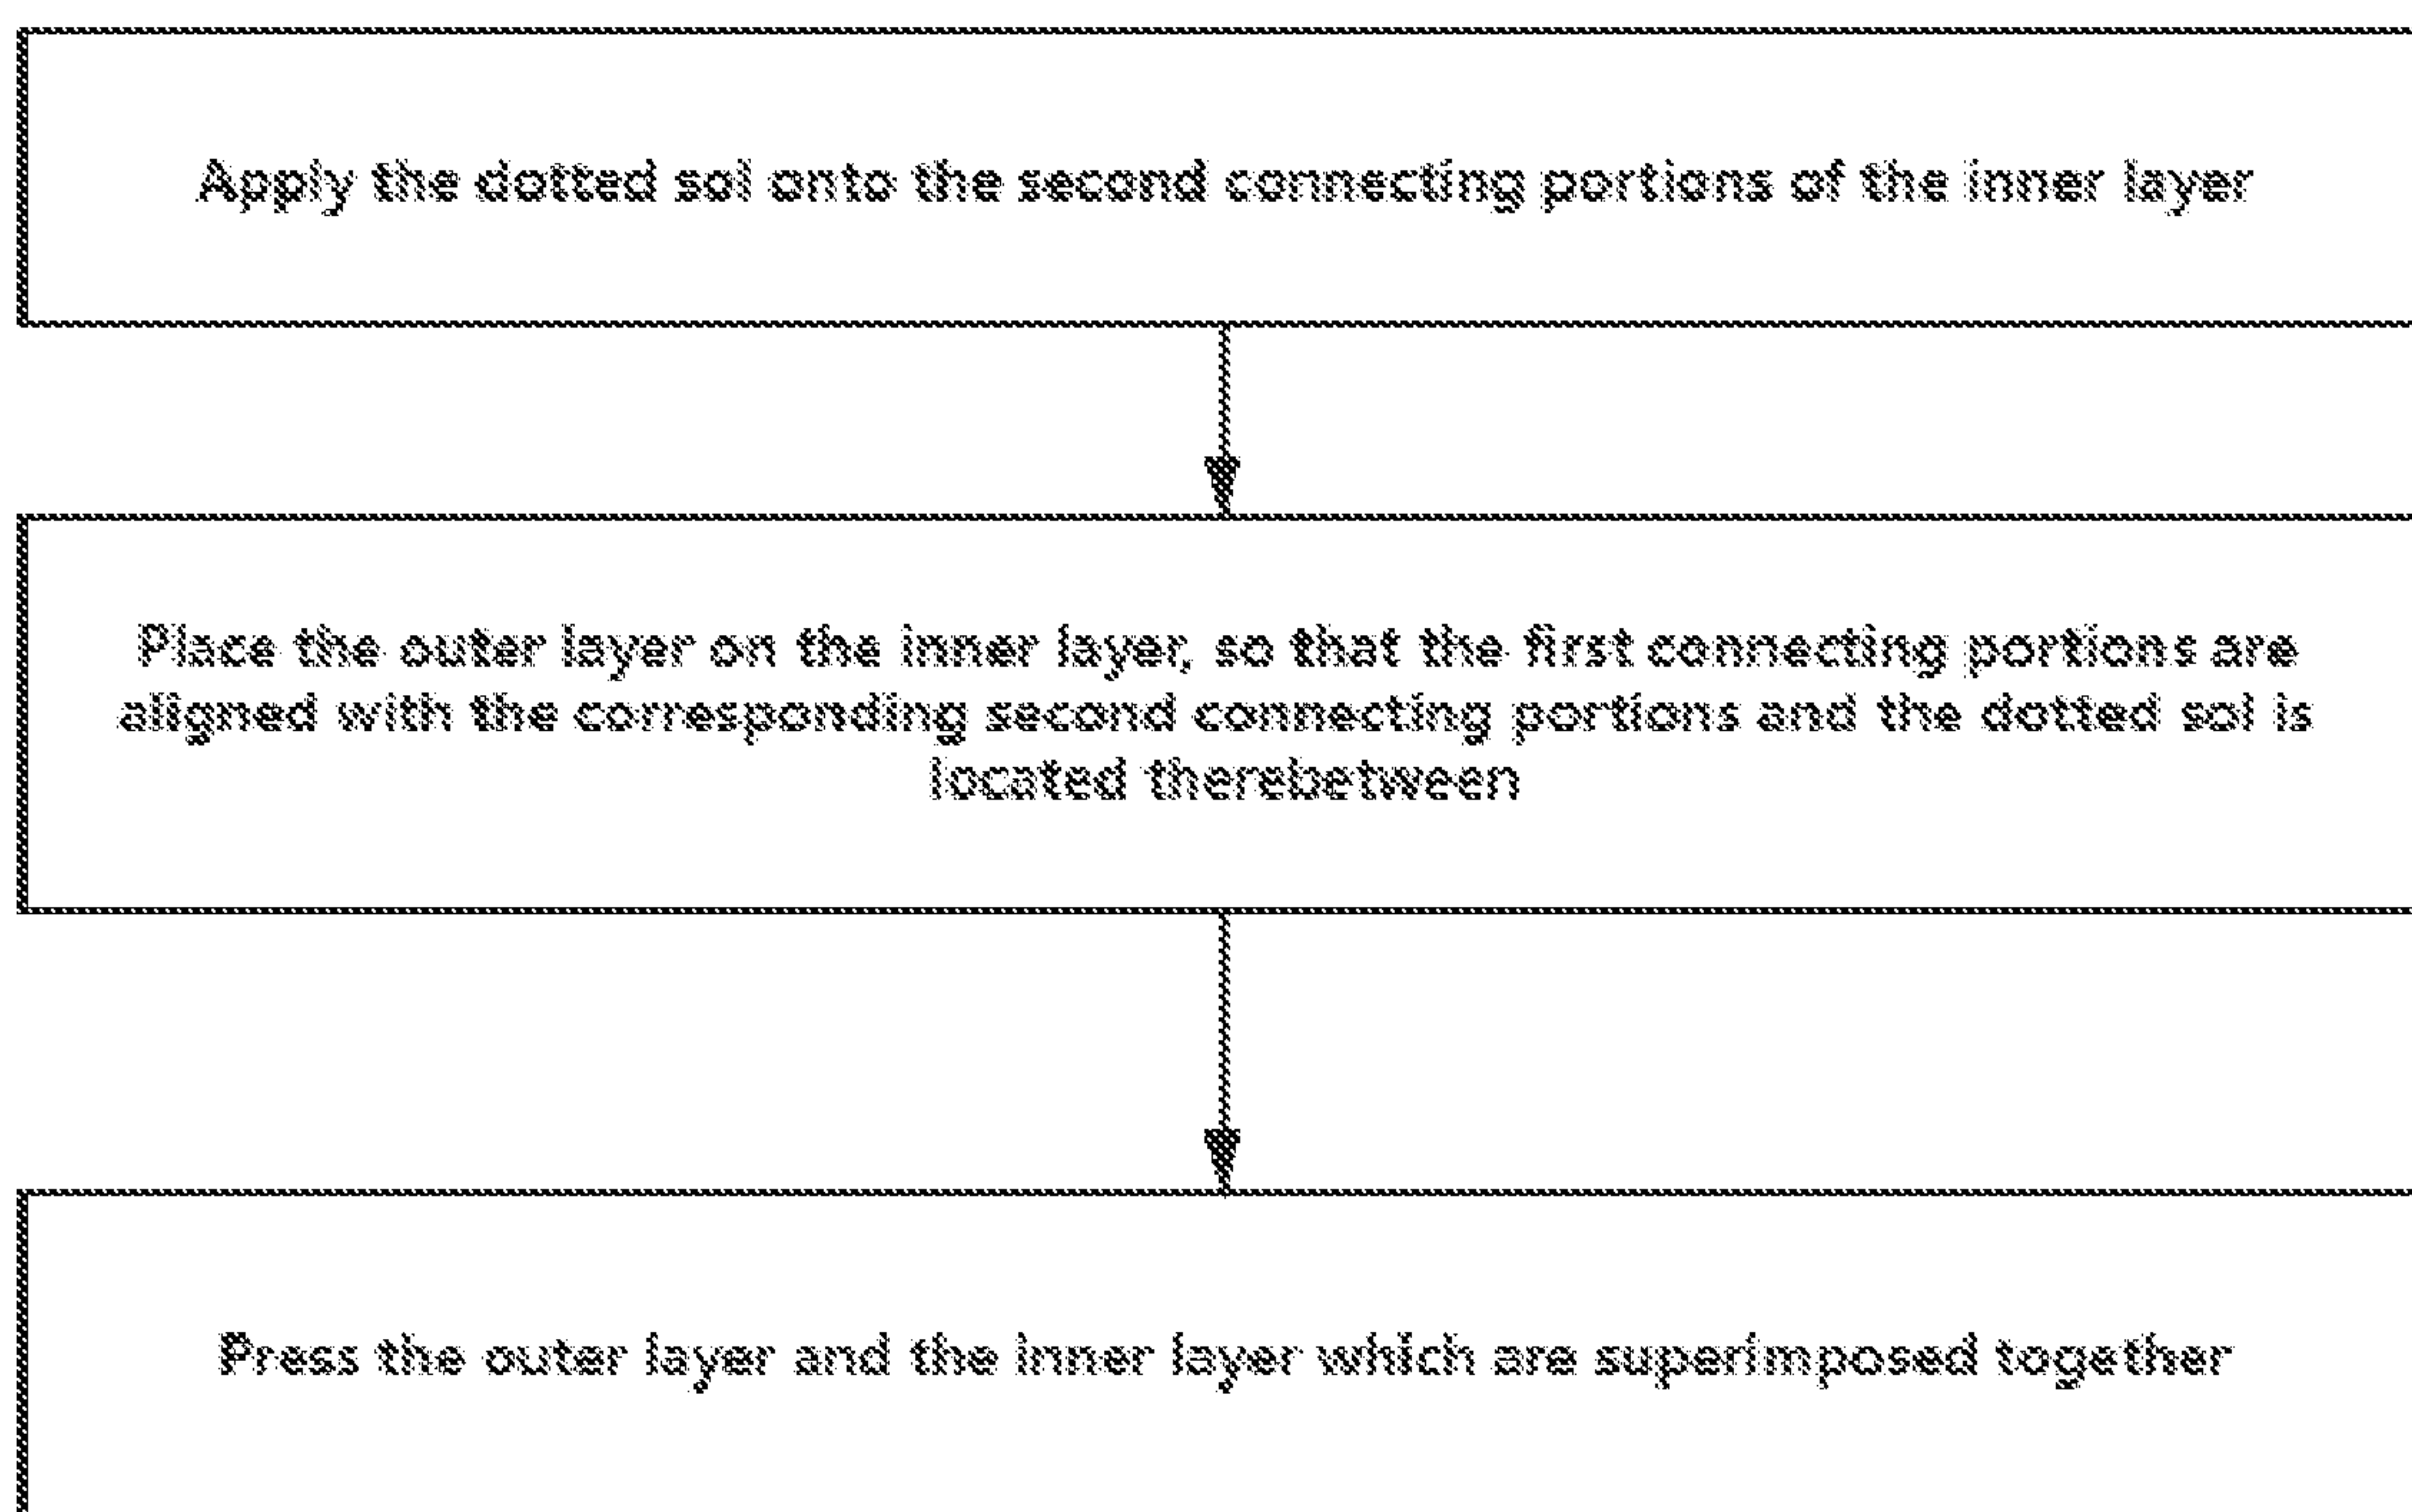 Apply the dotted sol onto the second connecting portions of the inner layer
Place the outer layer on the inner layer, so that the first connecting portions are
aligned with the corresponding second connecting portions and the dotted sol is
located therebetween
Press the outer layer and the inner layer which are superimposed together